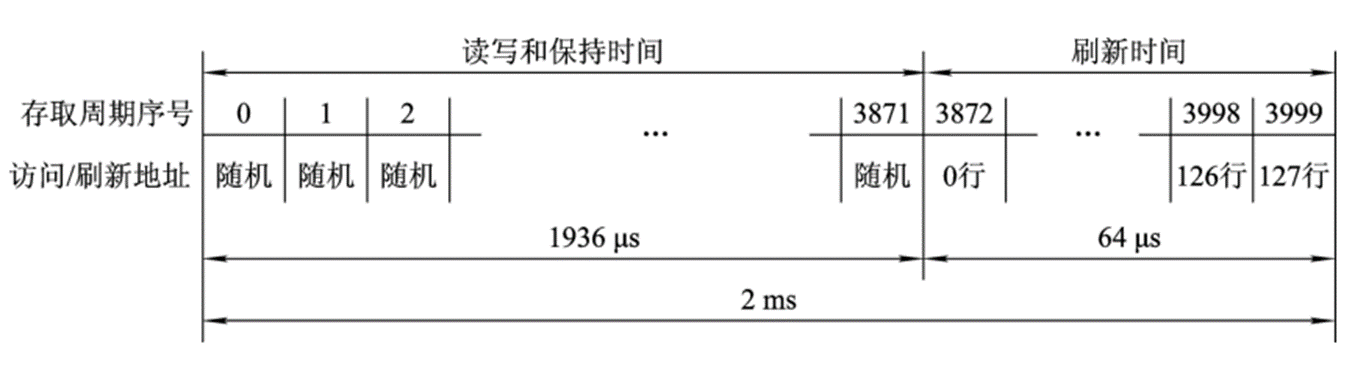 读写和保持时间 刷新时间
存取周期序号 0 1 2 … 3871 3872 … 3998 3999
访问/刷新地址 随机 随机 随机 随机 0行 126行 127行
1936 μs 64 μs
2 ms